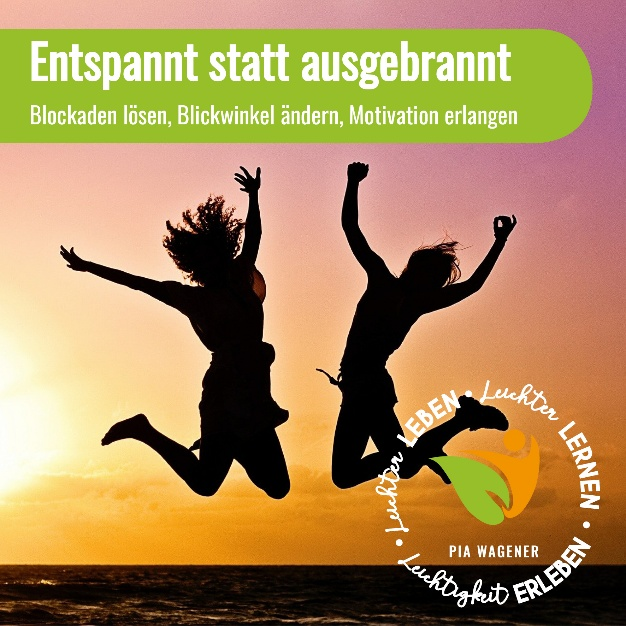 Entspannt statt ausgebrannt
Blockaden lösen, Blickwinkel ändern, Motivation erlangen
Leichter LEBEN • Leichter LERNEN • Leichtigkeit ERLEBEN •
PIA WAGENER